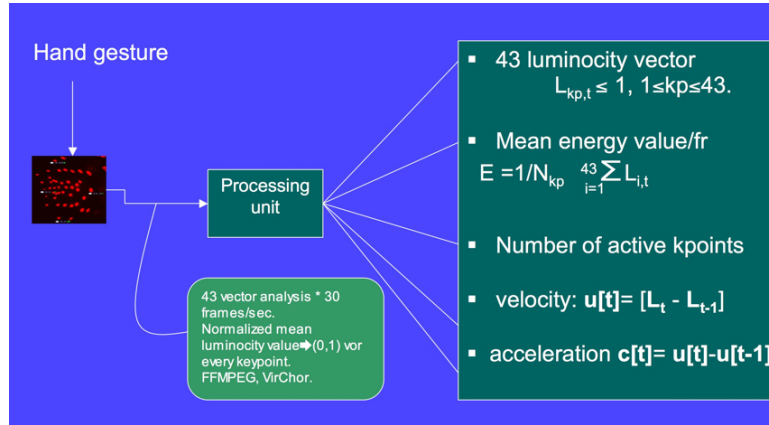 Hand gesture
Processing
unit
43 vector analysis * 30
frames/sec.
Normalized mean
luminocity value➔(0,1) vor
every keypoint.
FFMPEG, VirChor.
▪ 43 luminocity vector
Lkp,t ≤ 1, 1≤kp≤43.
▪ Mean energy value/fr
E =1/Nkp 43∑i=1 Li,t
▪ Number of active kpoints
▪ velocity: u[t]= [Lt - Lt-1]
▪ acceleration c[t]= u[t]-u[t-1]